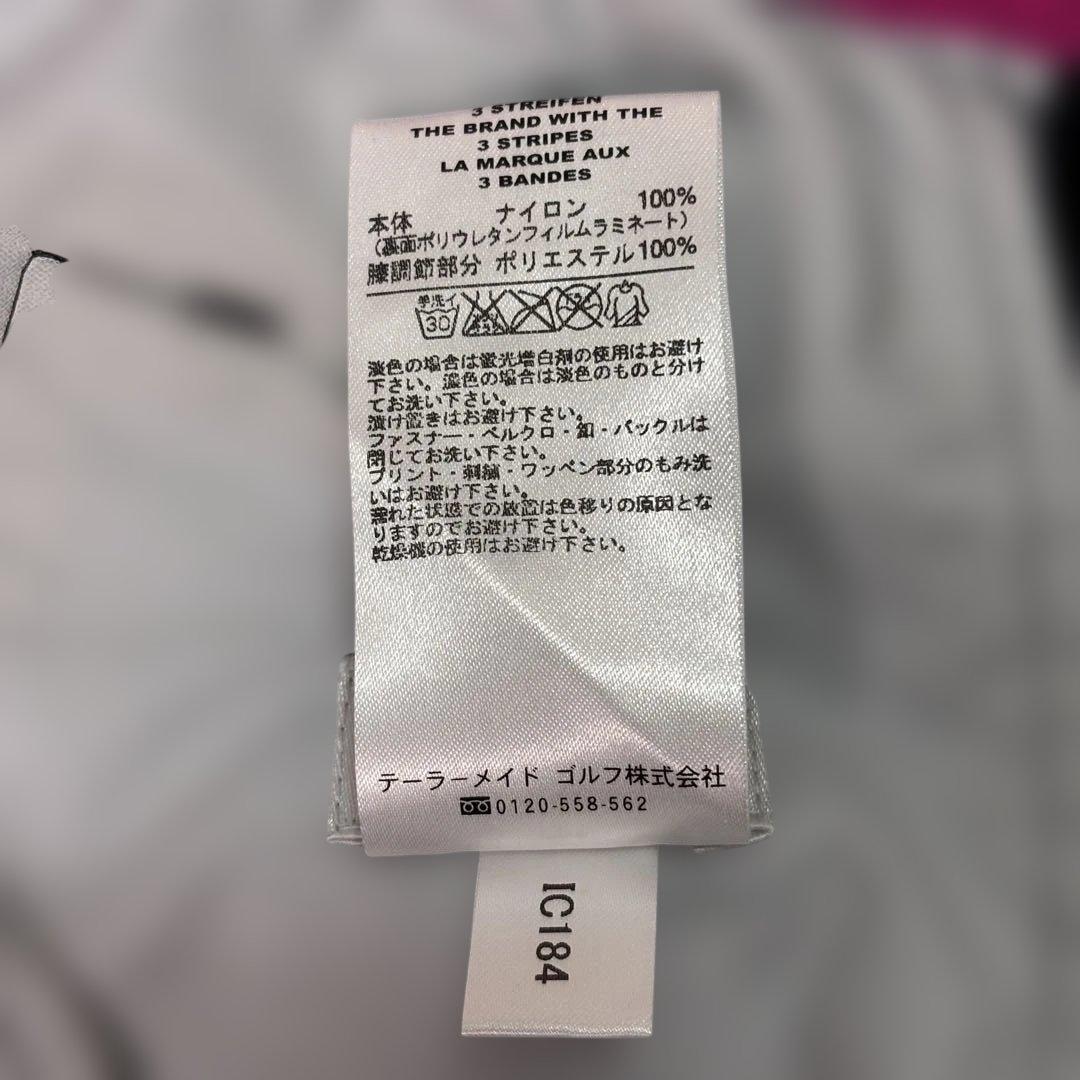 3 STREIFEN
THE BRAND WITH THE
3 STRIPES
LA MARQUE AUX
3 BANDES
本体 ナイロン 100%
(裏面ポリウレタンフィルムラミネート)
腰調節部分 ポリエステル100%
手洗イ
30
淡色の場合は蛍光増白剤の使用はお避け
下さい。濃色の場合は淡色のものと分け
てお洗い下さい。
漬け置きはお避け下さい。
ファスナー・ベルクロ・釦・バックルは
閉じてお洗い下さい。
プリント・刺繍・ワッペン部分のもみ洗
いはお避け下さい。
濡れた状態での放置は色移りの原因とな
りますのでお避け下さい。
乾燥機の使用はお避け下さい。
テーラーメイド ゴルフ株式会社
0120-558-562
IC184